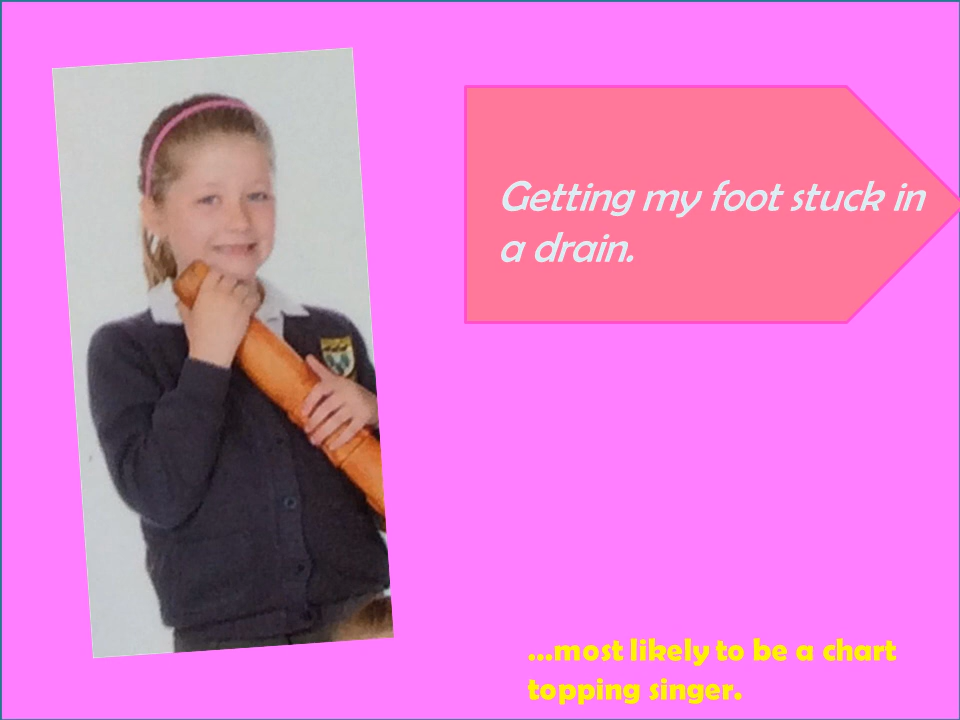 Getting my foot stuck in
a drain.
...most likely to be a chart
topping singer.